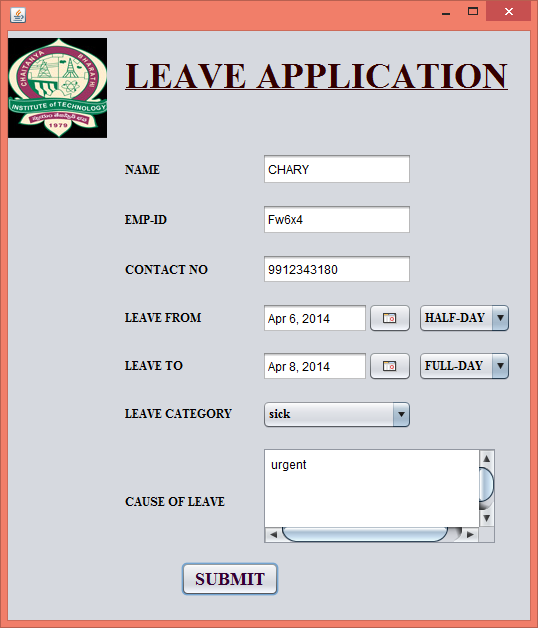 CHAITANYA BHARATHI
INSTITUTE of TECHNOLOGY
1979
LEAVE APPLICATION
NAME CHARY
EMP-ID Fw6x4
CONTACT NO 9912343180
LEAVE FROM Apr 6, 2014 HALF-DAY
LEAVE TO Apr 8, 2014 FULL-DAY
LEAVE CATEGORY sick
CAUSE OF LEAVE urgent
SUBMIT